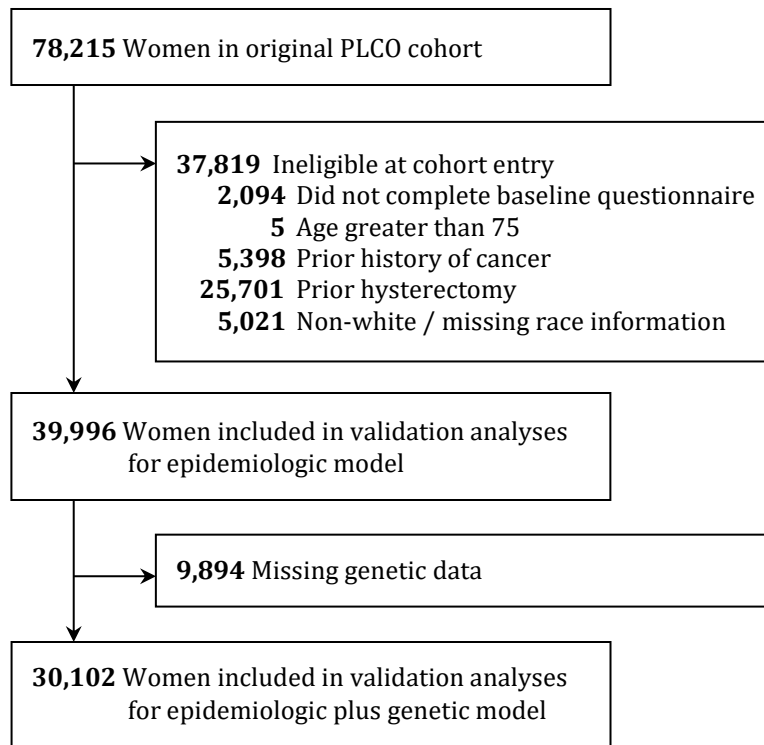 78,215 Women in original PLCO cohort
37,819 Ineligible at cohort entry
2,094 Did not complete baseline questionnaire
5 Age greater than 75
5,398 Prior history of cancer
25,701 Prior hysterectomy
5,021 Non-white / missing race information
39,996 Women included in validation analyses
for epidemiologic model
9,894 Missing genetic data
30,102 Women included in validation analyses
for epidemiologic plus genetic model